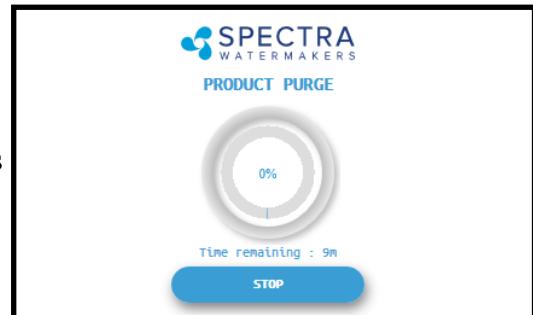 SPECTRA
WATERMAKERS
PRODUCT PURGE
0%
Time remaining : 9m
STOP